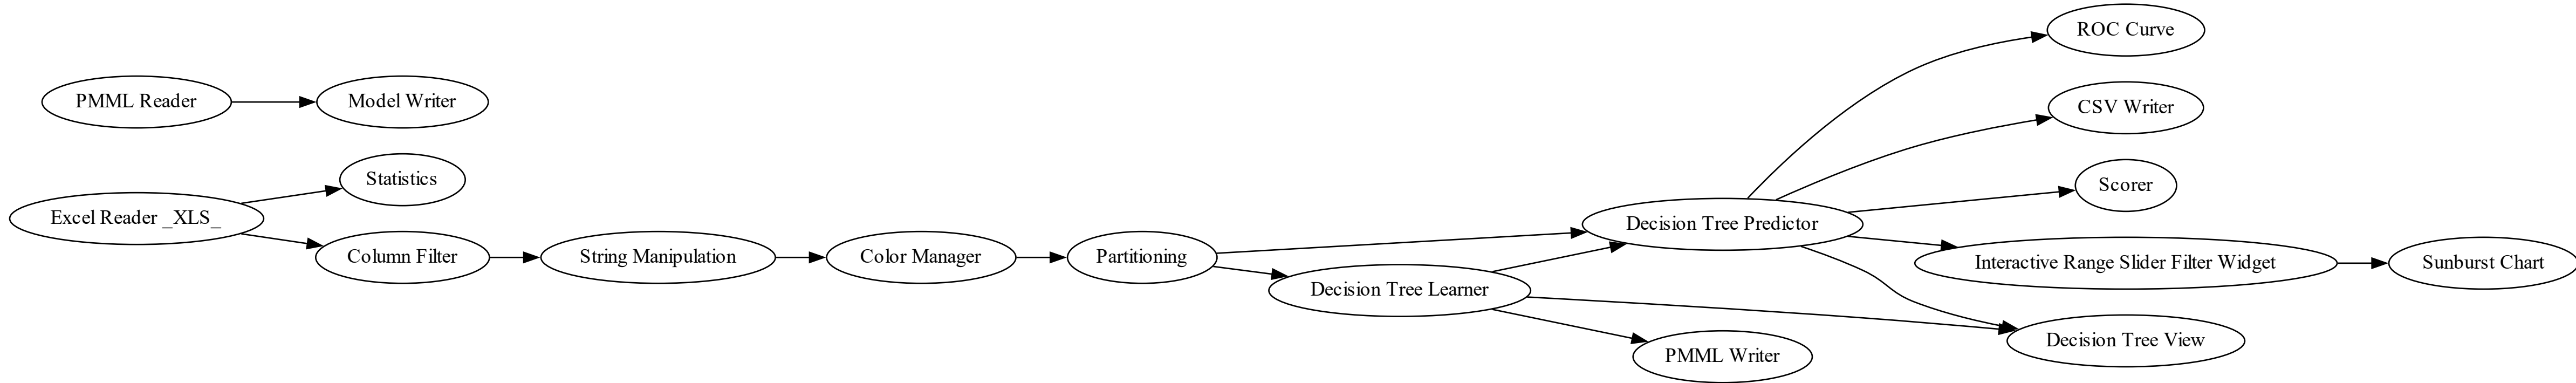 ROC Curve
PMML Reader
Model Writer
CSV Writer
Statistics
Scorer
Excel Reader _XLS_
Decision Tree Predictor
Column Filter
String Manipulation
Color Manager
Partitioning
Interactive Range Slider Filter Widget
Sunburst Chart
Decision Tree Learner
Decision Tree View
PMML Writer